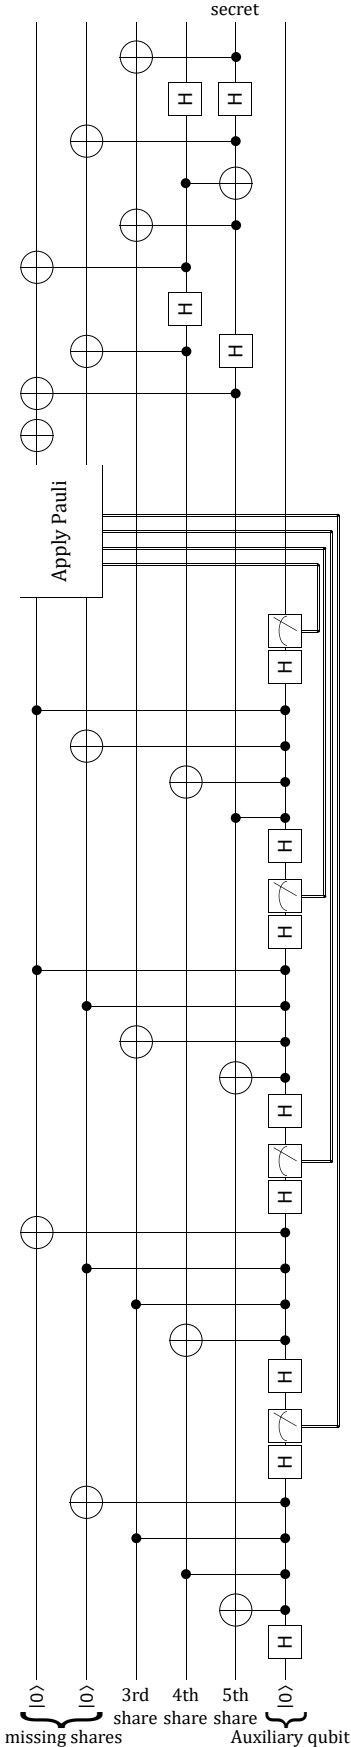 secret
H H
H
H
Apply Pauli
H
H
H
H
H
H
H
H
|0⟩ |0⟩ 3rd 4th 5th |0⟩
share share share
missing shares Auxiliary qubit